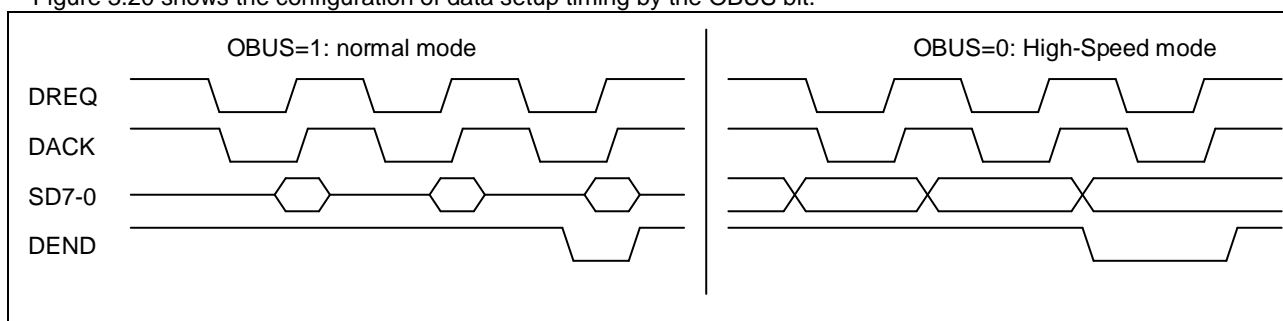 Figure 3.20 shows the configuration of data setup timing by the OBUS bit.
OBUS=1: normal mode
OBUS=0: High-Speed mode
DREQ
DACK
SD7-0
DEND